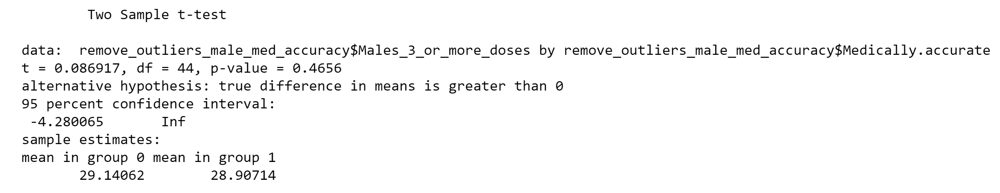 Two Sample t-test
data:  remove_outliers_male_med_accuracy$Males_3_or_more_doses by remove_outliers_male_med_accuracy$Medically.accurate
t = 0.086917, df = 44, p-value = 0.4656
alternative hypothesis: true difference in means is greater than 0
95 percent confidence interval:
-4.280065       Inf
sample estimates:
mean in group 0 mean in group 1
29.14062        28.90714